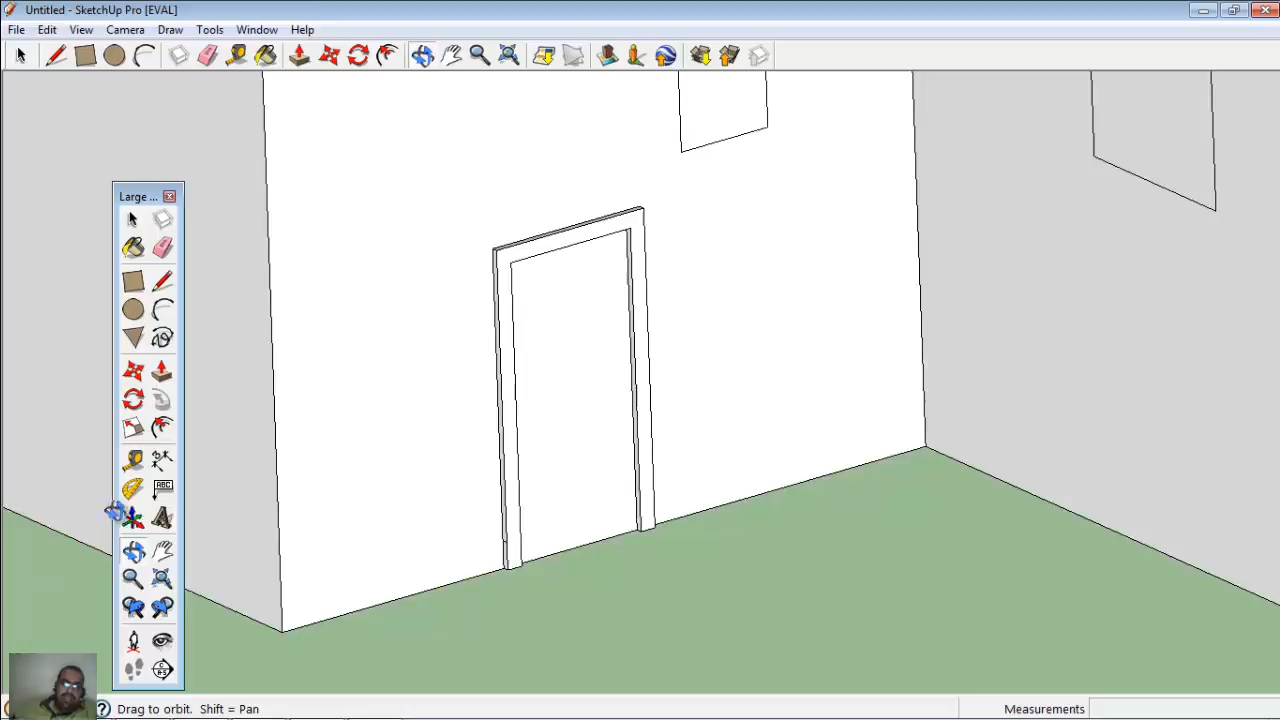 Untitled - SketchUp Pro [EVAL]
File Edit View Camera Draw Tools Window Help
Large ...
ABC
Drag to orbit. Shift = Pan
Measurements